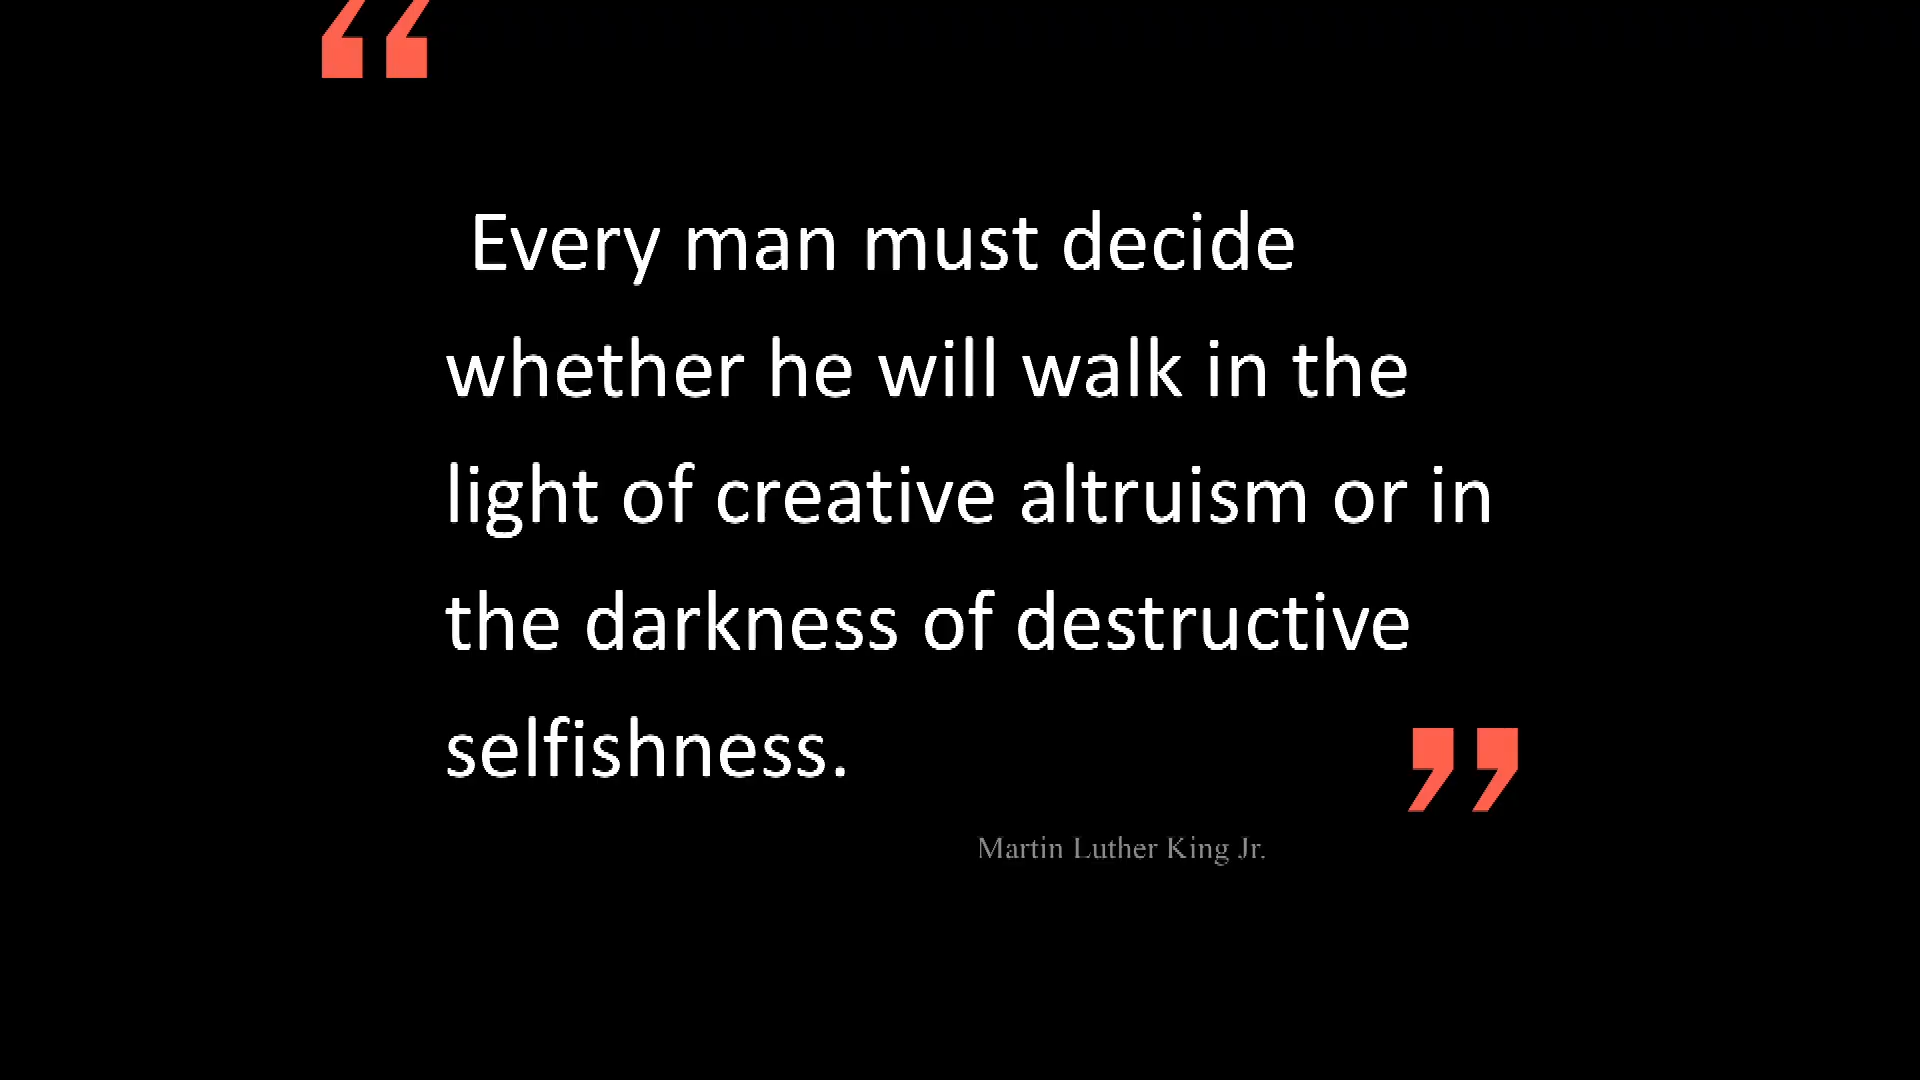 “
Every man must decide
whether he will walk in the
light of creative altruism or in
the darkness of destructive
selfishness.
”
Martin Luther King Jr.